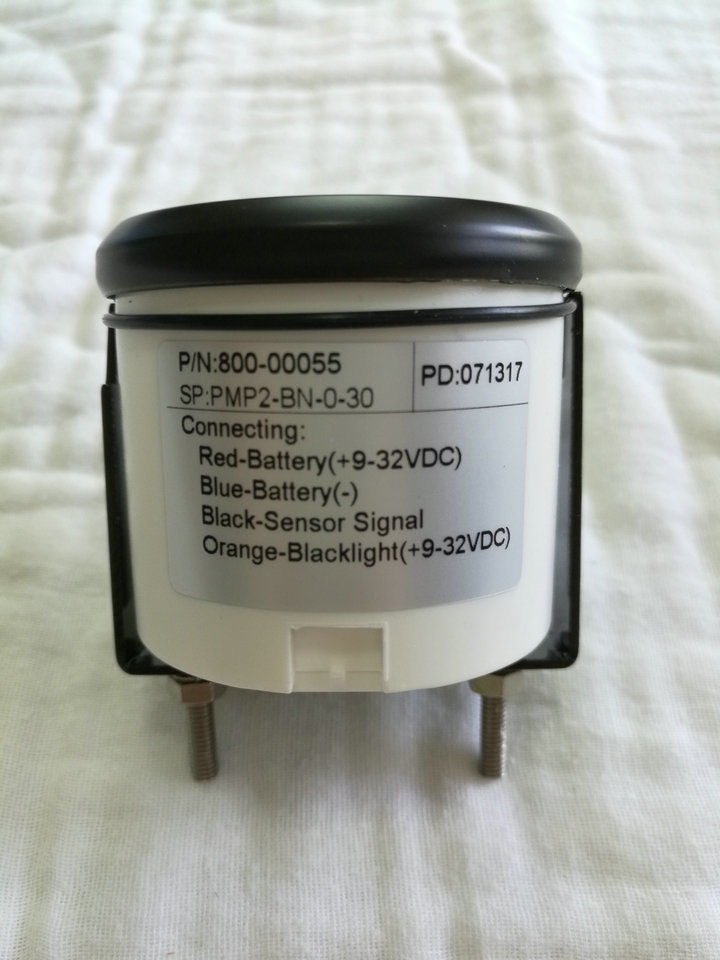 P/N:800-00055
SP:PMP2-BN-0-30
PD:071317
Connecting:
Red-Battery(+9-32VDC)
Blue-Battery(-)
Black-Sensor Signal
Orange-Blacklight(+9-32VDC)